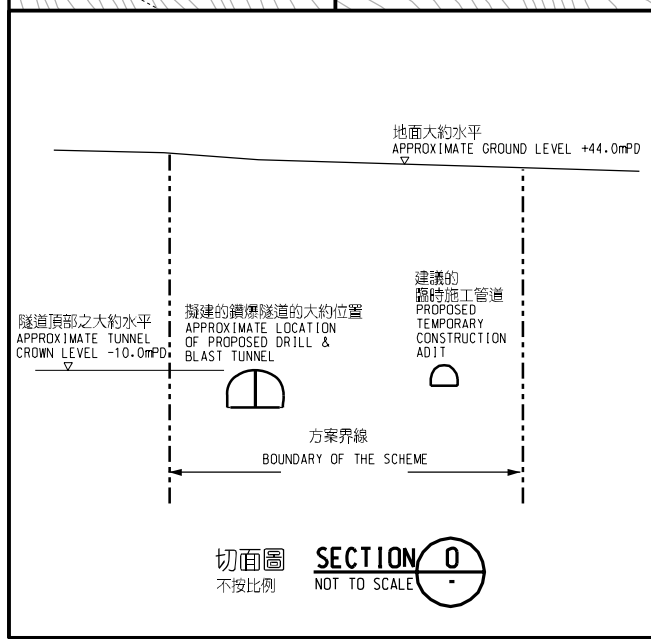 地面大約水平
APPROXIMATE GROUND LEVEL +44.0mPD
隧道頂部之大約水平
APPROXIMATE TUNNEL
CROWN LEVEL -10.0mPD
擬建的鑽爆隧道的大約位置
APPROXIMATE LOCATION
OF PROPOSED DRILL &
BLAST TUNNEL
建議的
臨時施工管道
PROPOSED
TEMPORARY
CONSTRUCTION
ADIT
方案界線
BOUNDARY OF THE SCHEME
切面圖 SECTION O
不按比例 NOT TO SCALE -